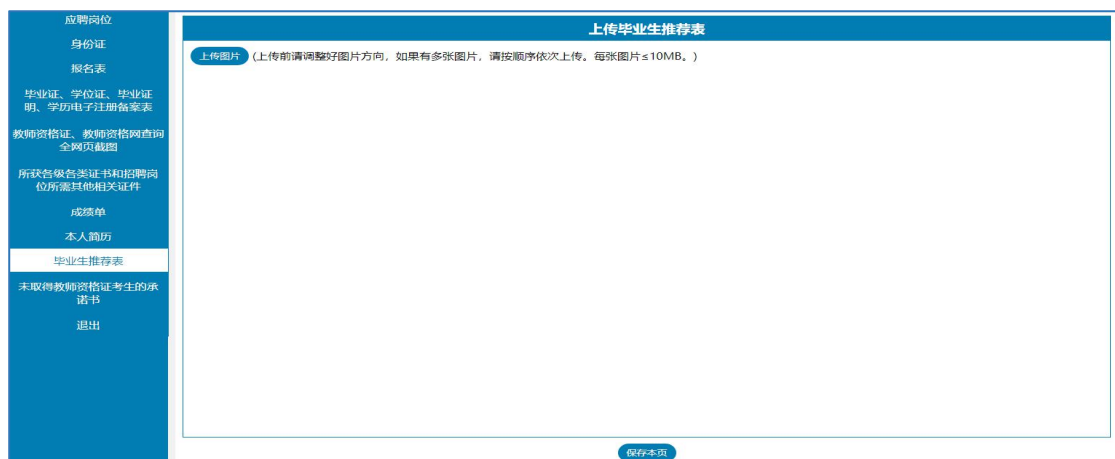 应聘岗位
身份证
报名表
毕业证、学位证、毕业证
明、学历电子注册备案表
教师资格证、教师资格网查询
全网页截图
所获各级各类证书和招聘岗
位所需其他相关证件
成绩单
本人简历
毕业生推荐表
未取得教师资格证考生的承
诺书
退出
上传毕业生推荐表
上传图片 (上传前请调整好图片方向，如果有多张图片，请按顺序依次上传。每张图片≤10MB。)
保存本页